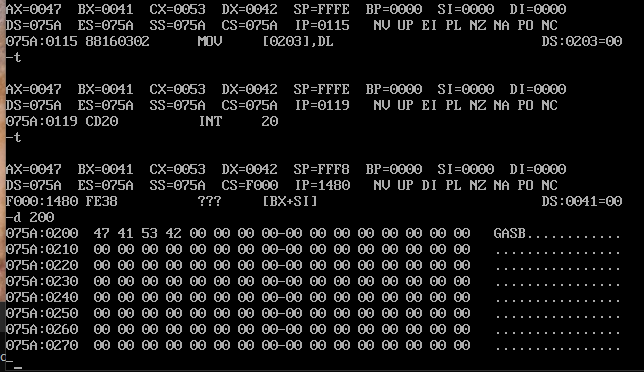 AX=0047  BX=0041  CX=0053  DX=0042  SP=FFFE  BP=0000  SI=0000  DI=0000
DS=075A  ES=075A  SS=075A  CS=075A  IP=0115   NV UP EI PL NZ NA PO NC
075A:0115 88160302      MOV     [0203],DL                          DS:0203=00
-t
AX=0047  BX=0041  CX=0053  DX=0042  SP=FFFE  BP=0000  SI=0000  DI=0000
DS=075A  ES=075A  SS=075A  CS=075A  IP=0119   NV UP EI PL NZ NA PO NC
075A:0119 CD20          INT     20
-t
AX=0047  BX=0041  CX=0053  DX=0042  SP=FFF8  BP=0000  SI=0000  DI=0000
DS=075A  ES=075A  SS=075A  CS=F000  IP=1480   NV UP DI PL NZ NA PO NC
F000:1480 FE38          ???     [BX+SI]                            DS:0041=00
-d 200
075A:0200  47 41 53 42 00 00 00 00-00 00 00 00 00 00 00 00   GASB............
075A:0210  00 00 00 00 00 00 00 00-00 00 00 00 00 00 00 00   ................
075A:0220  00 00 00 00 00 00 00 00-00 00 00 00 00 00 00 00   ................
075A:0230  00 00 00 00 00 00 00 00-00 00 00 00 00 00 00 00   ................
075A:0240  00 00 00 00 00 00 00 00-00 00 00 00 00 00 00 00   ................
075A:0250  00 00 00 00 00 00 00 00-00 00 00 00 00 00 00 00   ................
075A:0260  00 00 00 00 00 00 00 00-00 00 00 00 00 00 00 00   ................
075A:0270  00 00 00 00 00 00 00 00-00 00 00 00 00 00 00 00   ................
-